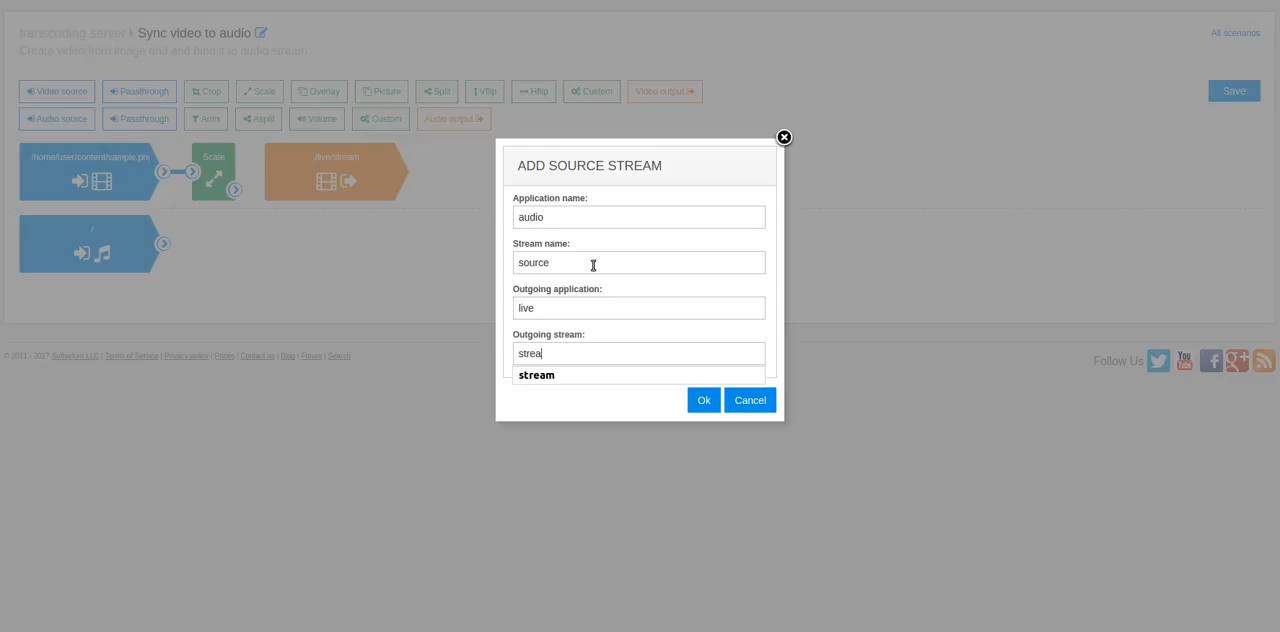 transcoding server Sync video to audio
All scenarios
Create video from image and and bind it to audio stream
Video source Passthrough Crop Scale Overlay Picture Split Vflip Hflip Custom Video output
Save
Audio source Passthrough Amix Asplit Volume Custom Audio output
/home/user/content/sample.pn
Scale
/live/stream
/
ADD SOURCE STREAM
Application name:
audio
Stream name:
source
Outgoing application:
live
Outgoing stream:
strea
stream
Ok Cancel
© 2011 - 2017 Softvelum LLC | Terms of Service | Privacy policy | Prices | Contact us | Blog | Forum | Search
Follow Us
You Tube